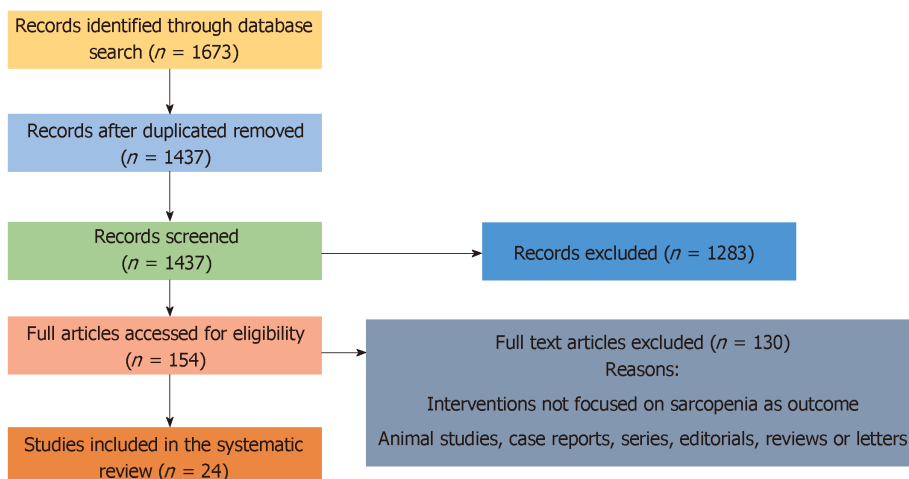 Records identified through database
search (n = 1673)
Records after duplicated removed
(n = 1437)
Records screened
(n = 1437)
Records excluded (n = 1283)
Full articles accessed for eligibility
(n = 154)
Full text articles excluded (n = 130)
Reasons:
Interventions not focused on sarcopenia as outcome
Animal studies, case reports, series, editorials, reviews or letters
Studies included in the systematic
review (n = 24)